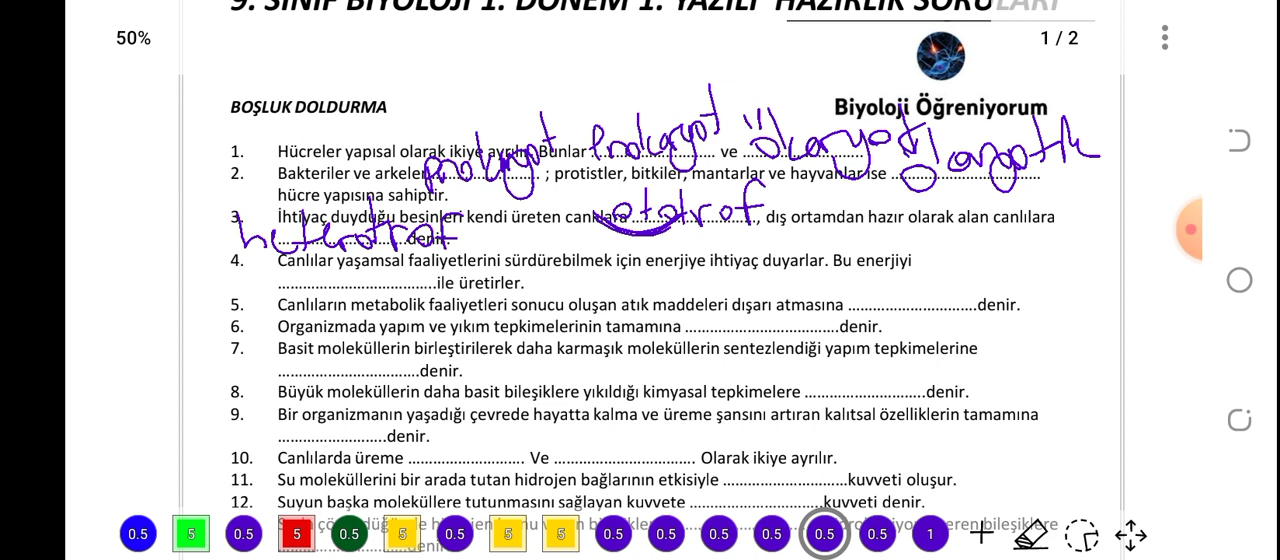 50%
9. SINIF BİYOLOJİ 1. DÖNEM 1. YAZILI HAZIRLIK SORULARI
1 / 2
BOŞLUK DOLDURMA
Biyoloji Öğreniyorum
1. Hücreler yapısal olarak ikiye ayrılır. Bunlar ........................... ve ...........................
2. Bakteriler ve arkeler ........................... ; protistler, bitkiler, mantarlar ve hayvanlar ise ...........................
hücre yapısına sahiptir.
3. İhtiyaç duyduğu besinleri kendi üreten canlılara ototrof ..........................., dış ortamdan hazır olarak alan canlılara
heterotrof ...........................denir.
4. Canlılar yaşamsal faaliyetlerini sürdürebilmek için enerjiye ihtiyaç duyarlar. Bu enerjiyi
......................................ile üretirler.
5. Canlıların metabolik faaliyetleri sonucu oluşan atık maddeleri dışarı atmasına ...............................denir.
6. Organizmada yapım ve yıkım tepkimelerinin tamamına .....................................denir.
7. Basit moleküllerin birleştirilerek daha karmaşık moleküllerin sentezlendiği yapım tepkimelerine
..................................denir.
8. Büyük moleküllerin daha basit bileşiklere yıkıldığı kimyasal tepkimelere .............................denir.
9. Bir organizmanın yaşadığı çevrede hayatta kalma ve üreme şansını artıran kalıtsal özelliklerin tamamına
..........................denir.
10. Canlılarda üreme ............................ Ve .................................. Olarak ikiye ayrılır.
11. Su moleküllerini bir arada tutan hidrojen bağlarının etkisiyle ..............................kuvveti oluşur.
12. Suyun başka moleküllere tutunmasını sağlayan kuvvete ................................kuvveti denir.
0.5 5 0.5 5 0.5 5 0.5 5 5 0.5 0.5 0.5 0.5 0.5 0.5 1